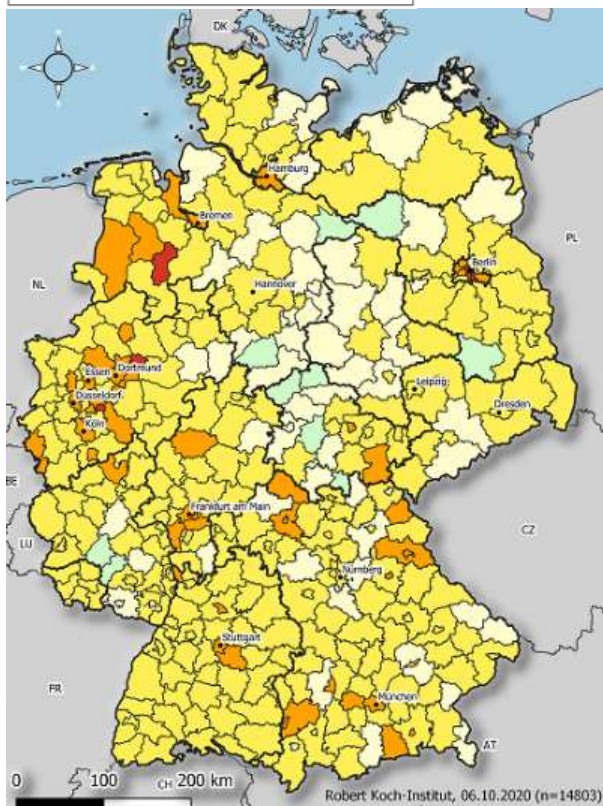 DK
Hamburg
Bremen
PL
Berlin
NL
Hannover
Essen
Dortmund
Düsseldorf
Leipzig
Dresden
Köln
BE
Frankfurt am Main
LU
CZ
Nürnberg
Stuttgart
FR
München
AT
0 100 CH 200 km
Robert Koch-Institut, 06.10.2020 (n=14803)